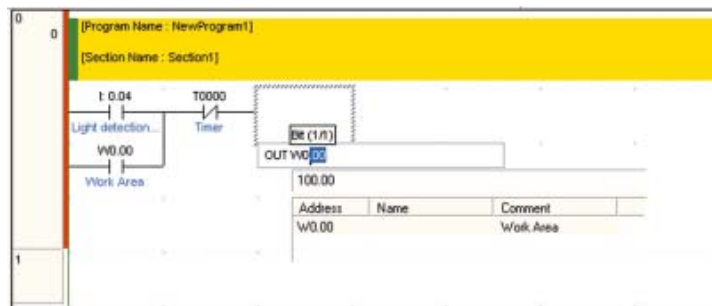 0
0
[Program Name : NewProgram1]
[Section Name : Section1]
I: 0.04
T0000
Light detection...
Timer
Bit (1/1)
W0.00
OUT W0.00
Work Area
100.00
Address Name Comment
W0.00 Work Area
1